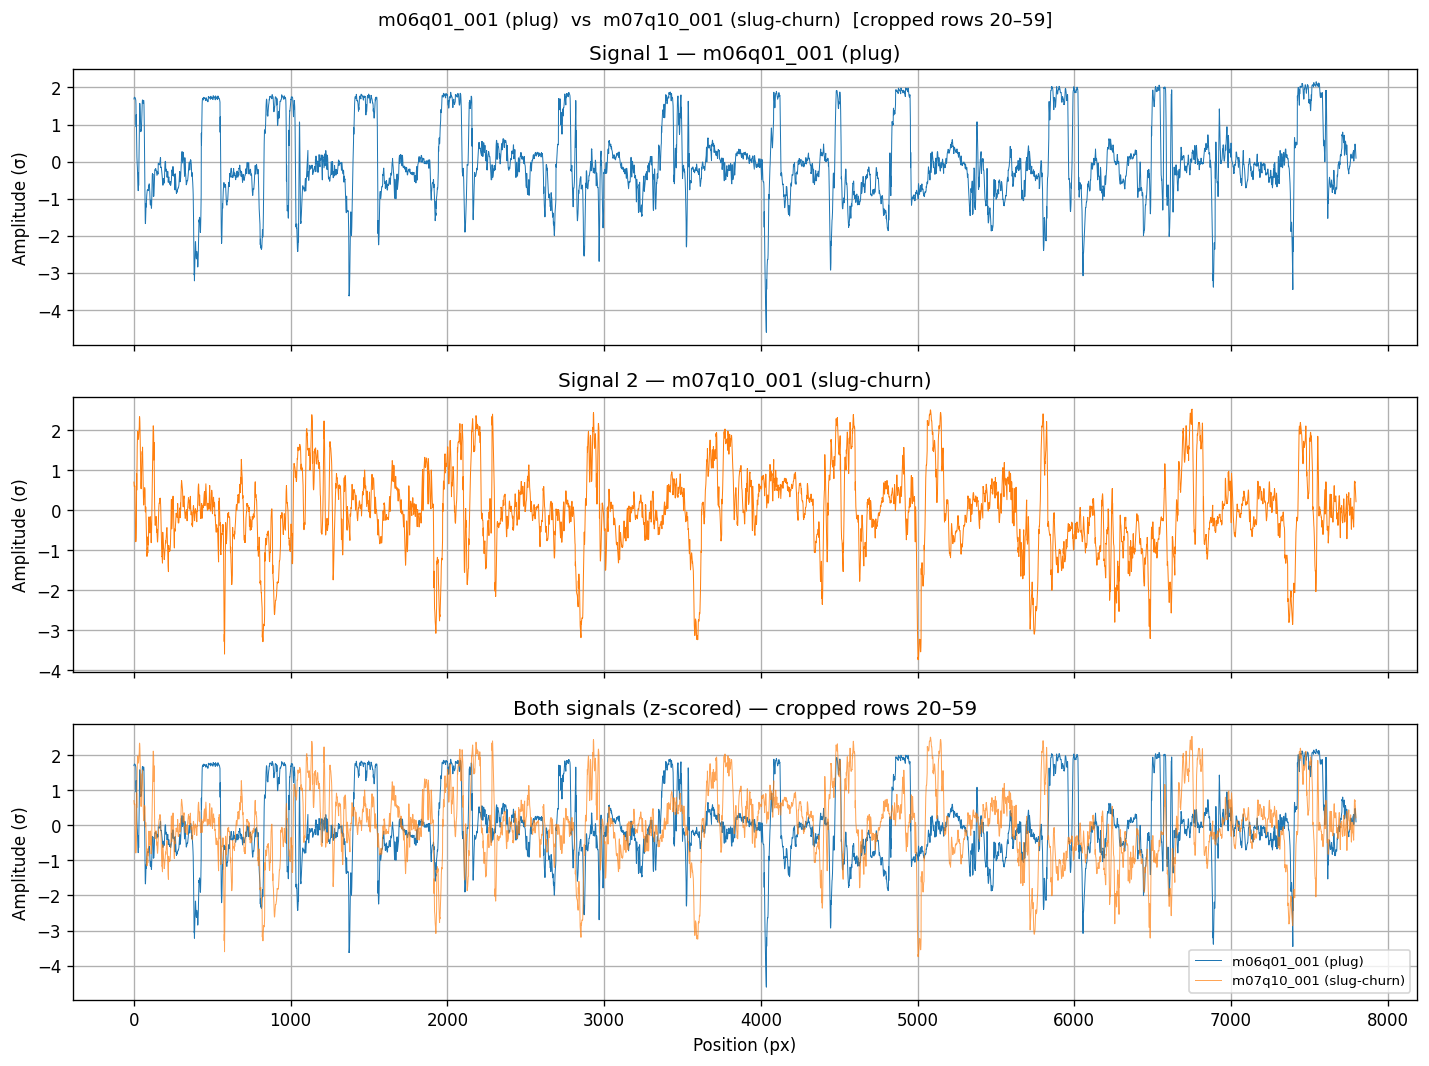 m06q01_001 (plug)  vs  m07q10_001 (slug-churn)  [cropped rows 20–59]
Signal 1 — m06q01_001 (plug)
2
1
0
−1
−2
−3
−4
Amplitude (σ)
Signal 2 — m07q10_001 (slug-churn)
2
1
0
−1
−2
−3
−4
Amplitude (σ)
Both signals (z-scored) — cropped rows 20–59
2
1
0
−1
−2
−3
−4
Amplitude (σ)
m06q01_001 (plug)
m07q10_001 (slug-churn)
0 1000 2000 3000 4000 5000 6000 7000 8000
Position (px)